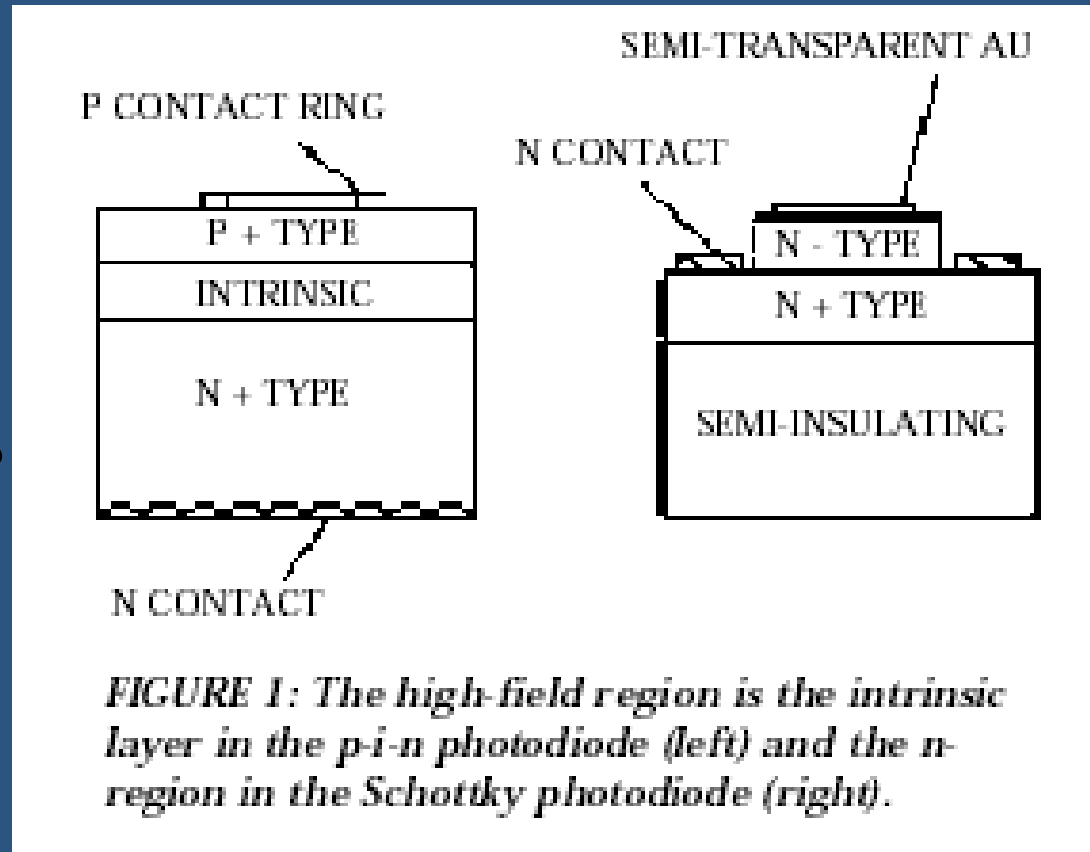 SEMI-TRANSPARENT AU
P CONTACT RING
N CONTACT
P + TYPE
INTRINSIC
N + TYPE
N CONTACT
N - TYPE
N + TYPE
SEMI-INSULATING
FIGURE 1: The high-field region is the intrinsic
layer in the p-i-n photodiode (left) and the n-
region in the Schottky photodiode (right).